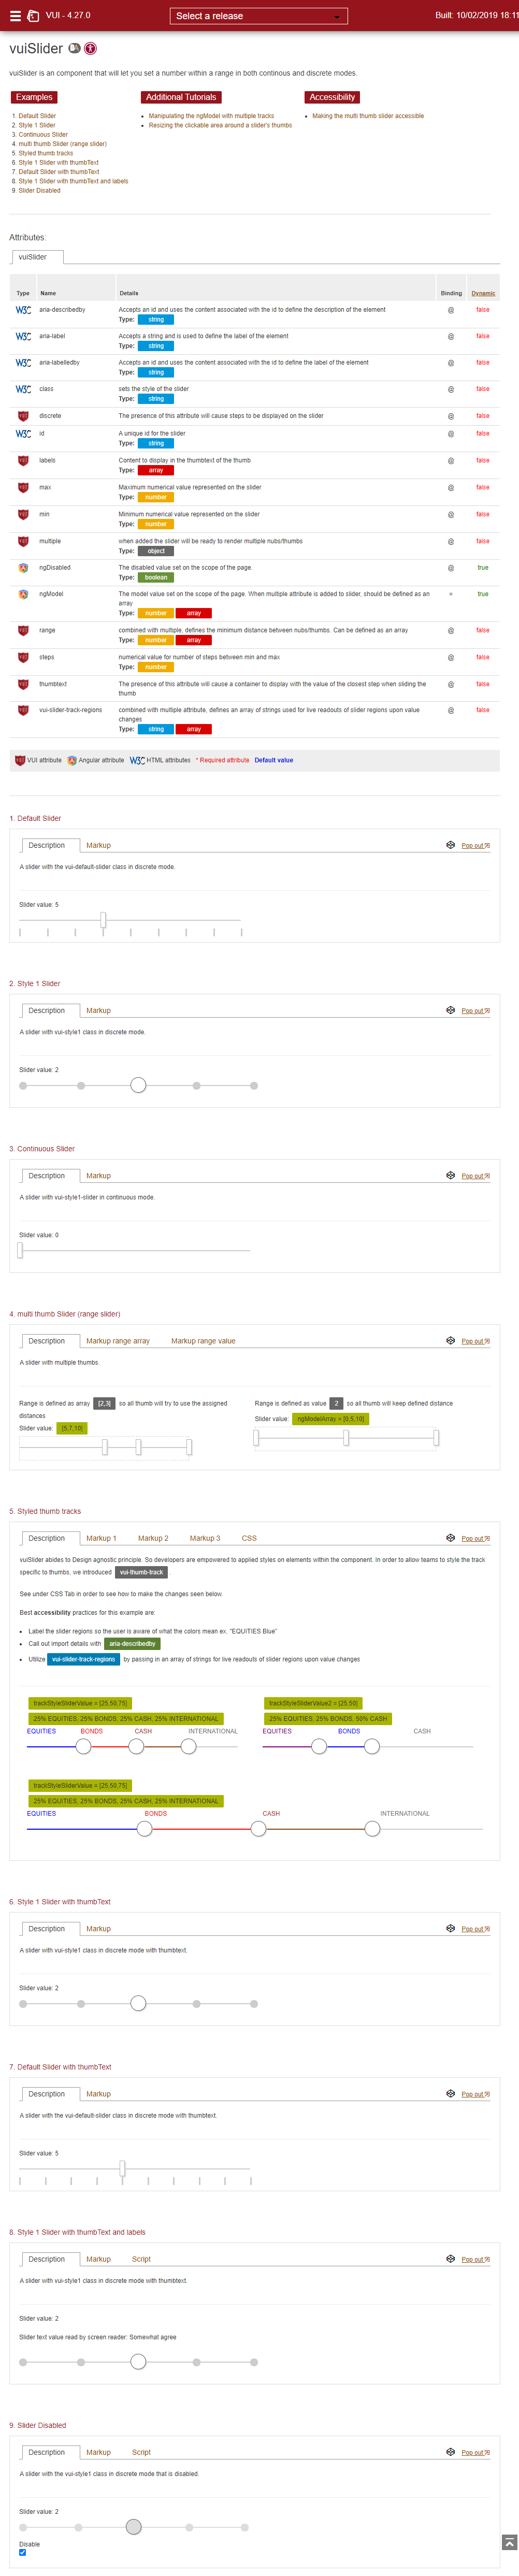 VUI - 4.27.0
Select a release
Built: 10/02/2019 18:11
vuiSlider
vuiSlider is an component that will let you set a number within a range in both continous and discrete modes.
Examples
1. Default Slider
2. Style 1 Slider
3. Continuous Slider
4. multi thumb Slider (range slider)
5. Styled thumb tracks
6. Style 1 Slider with thumbText
7. Default Slider with thumbText
8. Style 1 Slider with thumbText and labels
9. Slider Disabled
Additional Tutorials
• Manipulating the ngModel with multiple tracks
• Resizing the clickable area around a slider's thumbs
Accessibility
• Making the multi thumb slider accessible
Attributes:
vuiSlider
Type Name Details Binding Dynamic
W3C aria-describedby Accepts an id and uses the content associated with the id to define the description of the element @ false
Type: string
W3C aria-label Accepts a string and is used to define the label of the element @ false
Type: string
W3C aria-labelledby Accepts an id and uses the content associated with the id to define the label of the element @ false
Type: string
W3C class sets the style of the slider @ false
Type: string
VUI discrete The presence of this attribute will cause steps to be displayed on the slider @ false
W3C id A unique id for the slider @ false
Type: string
VUI labels Content to display in the thumbtext of the thumb @ false
Type: array
VUI max Maximum numerical value represented on the slider @ false
Type: number
VUI min Minimum numerical value represented on the slider @ false
Type: number
VUI multiple when added the slider will be ready to render multiple nubs/thumbs @ false
Type: object
ngDisabled The disabled value set on the scope of the page. @ true
Type: boolean
ngModel The model value set on the scope of the page. When multiple attribute is added to slider, should be defined as an = true
array
Type: number array
VUI range combined with multiple, defines the minimum distance between nubs/thumbs. Can be defined as an array @ false
Type: number array
VUI steps numerical value for number of steps between min and max @ false
Type: number
VUI thumbtext The presence of this attribute will cause a container to display with the value of the closest step when sliding the @ false
thumb
VUI vui-slider-track-regions combined with multiple attribute, defines an array of strings used for live readouts of slider regions upon value @ false
changes
Type: string array
VUI VUI attribute Angular attribute W3C HTML attributes * Required attribute Default value
1. Default Slider
Description Markup Pop out
A slider with the vui-default-slider class in discrete mode.
Slider value: 5
2. Style 1 Slider
Description Markup Pop out
A slider with vui-style1 class in discrete mode.
Slider value: 2
3. Continuous Slider
Description Markup Pop out
A slider with vui-style1-slider in continuous mode.
Slider value: 0
4. multi thumb Slider (range slider)
Description Markup range array Markup range value Pop out
A slider with multiple thumbs.
Range is defined as array [2,3] so all thumb will try to use the assigned
distances
Slider value: [5,7,10]
Range is defined as value 2 so all thumb will keep defined distance
Slider value: ngModelArray = [0,5,10]
5. Styled thumb tracks
Description Markup 1 Markup 2 Markup 3 CSS Pop out
vuiSlider abides to Design agnostic principle. So developers are empowered to applied styles on elements within the component. In order to allow teams to style the track
specific to thumbs, we introduced vui-thumb-track .
See under CSS Tab in order to see how to make the changes seen below.
Best accessibility practices for this example are:
• Label the slider regions so the user is aware of what the colors mean ex. "EQUITIES Blue"
• Call out import details with aria-describedby
• Utilize vui-slider-track-regions by passing in an array of strings for live readouts of slider regions upon value changes
trackStyleSliderValue = [25,50,75]
25% EQUITIES, 25% BONDS, 25% CASH, 25% INTERNATIONAL
EQUITIES BONDS CASH INTERNATIONAL
trackStyleSliderValue2 = [25,50]
25% EQUITIES, 25% BONDS, 50% CASH
EQUITIES BONDS CASH
trackStyleSliderValue = [25,50,75]
25% EQUITIES, 25% BONDS, 25% CASH, 25% INTERNATIONAL
EQUITIES BONDS CASH INTERNATIONAL
6. Style 1 Slider with thumbText
Description Markup Pop out
A slider with vui-style1 class in discrete mode with thumbtext.
Slider value: 2
7. Default Slider with thumbText
Description Markup Pop out
A slider with the vui-default-slider class in discrete mode with thumbtext.
Slider value: 5
8. Style 1 Slider with thumbText and labels
Description Markup Script Pop out
A slider with vui-style1 class in discrete mode with thumbtext.
Slider value: 2
Slider text value read by screen reader: Somewhat agree
9. Slider Disabled
Description Markup Script Pop out
A slider with the vui-style1 class in discrete mode that is disabled.
Slider value: 2
Disable